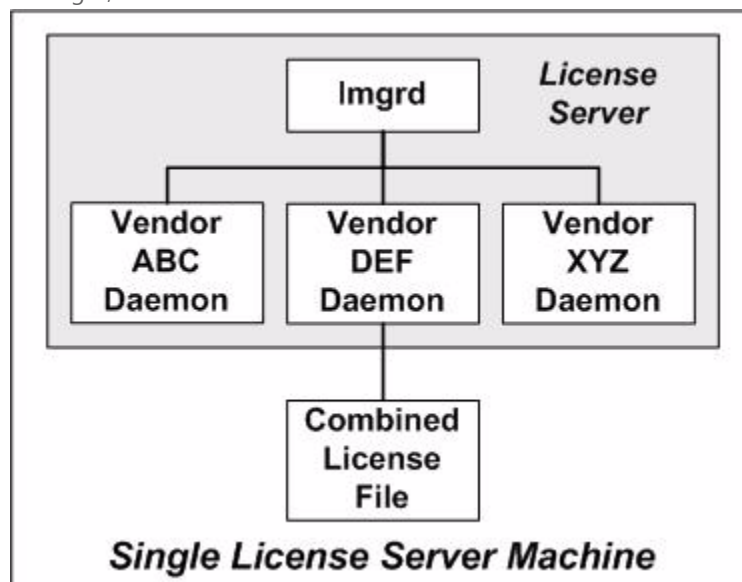 lmgrd
License
Server
Vendor
ABC
Daemon
Vendor
DEF
Daemon
Vendor
XYZ
Daemon
Combined
License
File
Single License Server Machine